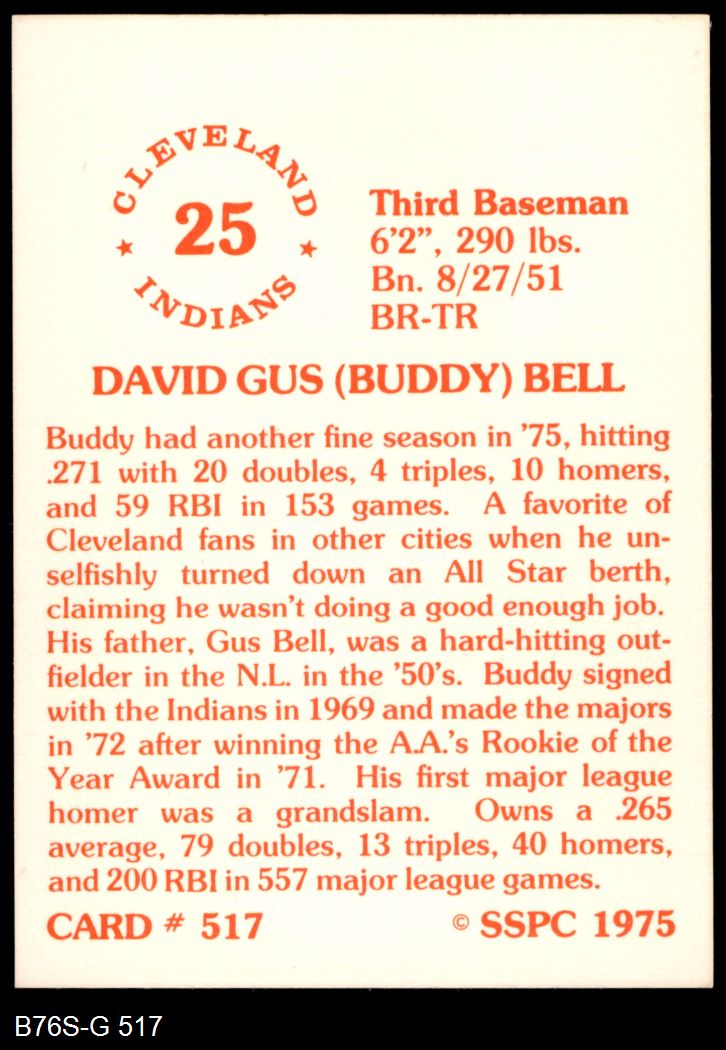 CLEVELAND
★ 25 ★
INDIANS
Third Baseman
6'2", 290 lbs.
Bn. 8/27/51
BR-TR
DAVID GUS (BUDDY) BELL
Buddy had another fine season in '75, hitting
.271 with 20 doubles, 4 triples, 10 homers,
and 59 RBI in 153 games. A favorite of
Cleveland fans in other cities when he un-
selfishly turned down an All Star berth,
claiming he wasn't doing a good enough job.
His father, Gus Bell, was a hard-hitting out-
fielder in the N.L. in the '50's. Buddy signed
with the Indians in 1969 and made the majors
in '72 after winning the A.A.'s Rookie of the
Year Award in '71. His first major league
homer was a grandslam. Owns a .265
average, 79 doubles, 13 triples, 40 homers,
and 200 RBI in 557 major league games.
CARD # 517
© SSPC 1975
B76S-G 517